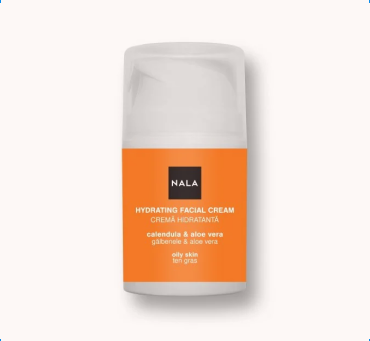 NALA
HYDRATING FACIAL CREAM
CREMĂ HIDRATANTĂ
calendula & aloe vera
gălbenele & aloe vera
oily skin
ten gras